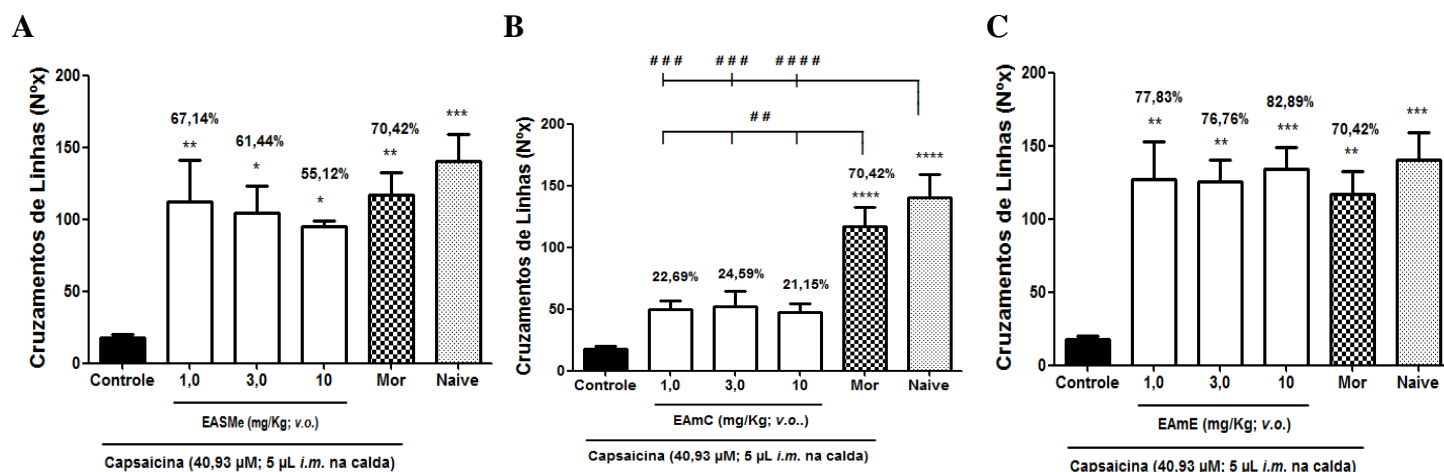 A
Cruzamentos de Linhas (Nºx)
200
150
100
50
0
67,14%
**
61,44%
*
55,12%
*
70,42%
**
***
Controle 1,0 3,0 10 Mor Naive
EASMe (mg/Kg; v.o.)
Capsaicina (40,93 µM; 5 µL i.m. na calda)
B
Cruzamentos de Linhas (Nºx)
# # # # # # # # # #
# #
200
150
100
50
0
22,69%
24,59%
21,15%
70,42%
****
****
Controle 1,0 3,0 10 Mor Naive
EAmC (mg/Kg; v.o..)
Capsaicina (40,93 µM; 5 µL i.m. na calda)
C
Cruzamentos de Linhas (Nºx)
200
150
100
50
0
77,83%
**
76,76%
**
82,89%
***
70,42%
**
***
Controle 1,0 3,0 10 Mor Naive
EAmE (mg/Kg; v.o.)
Capsaicina (40,93 µM; 5 µL i.m. na calda)